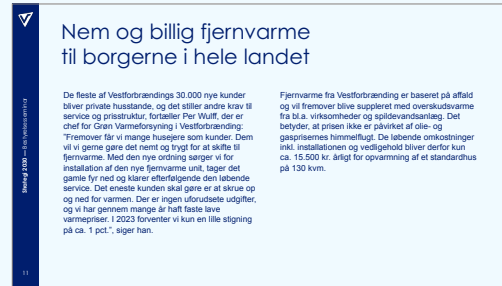 Nem og billig fjernvarme
til borgerne i hele landet
De fleste af Vestforbrændings 30.000 nye kunder
bliver private husstande, og det stiller andre krav til
service og prisstruktur, fortæller Per Wulff, der er
chef for Grøn Varmeforsyning i Vestforbrænding:
"Fremover får vi mange husejere som kunder. Dem
vil vi gerne gøre det nemt og trygt for at skifte til
fjernvarme. Med den nye ordning sørger vi for
installation af den nye fjernvarme unit, tager det
gamle fyr ned og klarer efterfølgende den løbende
service. Det eneste kunden skal gøre er at skrue op
og ned for varmen. Der er ingen uforudsete udgifter,
og vi har gennem mange år haft faste lave
varmepriser. I 2023 forventer vi kun en lille stigning
på ca. 1 pct.", siger han.
Fjernvarme fra Vestforbrænding er baseret på affald
og vil fremover blive suppleret med overskudsvarme
fra bl.a. virksomheder og spildevandsanlæg. Det
betyder, at prisen ikke er påvirket af olie- og
gasprisernes himmelflugt. De løbende omkostninger
inkl. installation og vedligehold bliver derfor kun
ca. 15.500 kr. årligt for opvarmning af et standardhus
på 130 kvm.
Strategi 2030 — Bestyrelsesseminar
11